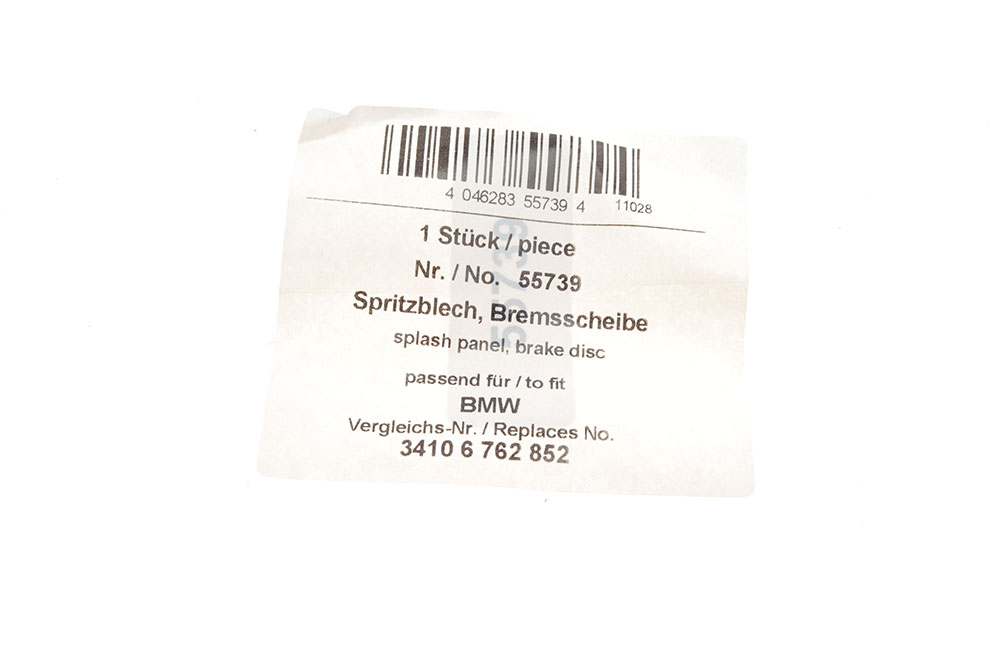 4 046283 55739 4 11028
1 Stück / piece
Nr. / No. 55739
Spritzblech, Bremsscheibe
splash panel, brake disc
passend für / to fit
BMW
Vergleichs-Nr. / Replaces No.
3410 6 762 852
55739